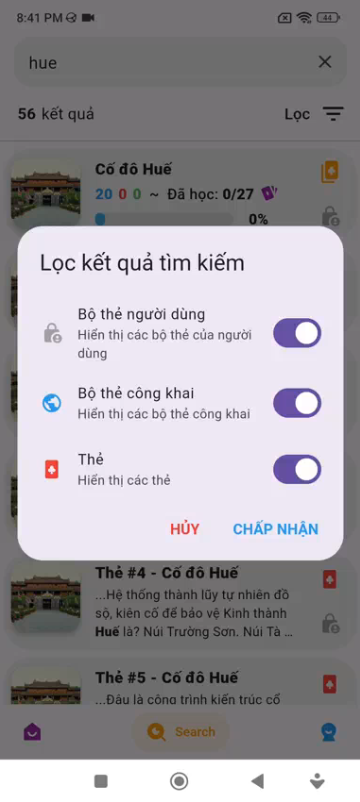 8:41 PM
44
hue
56 kết quả
Lọc
Cố đô Huế
20 0 0 ~ Đã học: 0/27
0%
Lọc kết quả tìm kiếm
Bộ thẻ người dùng
Hiển thị các bộ thẻ của người
dùng
Bộ thẻ công khai
Hiển thị các bộ thẻ công khai
Thẻ
Hiển thị các thẻ
HỦY
CHẤP NHẬN
Thẻ #4 - Cố đô Huế
...Hệ thống thành lũy tự nhiên đồ
sộ, kiên cố để bảo vệ Kinh thành
Huế là? Núi Trường Sơn. Núi Tà ...
Thẻ #5 - Cố đô Huế
...Đâu là công trình kiến trúc cổ
Search